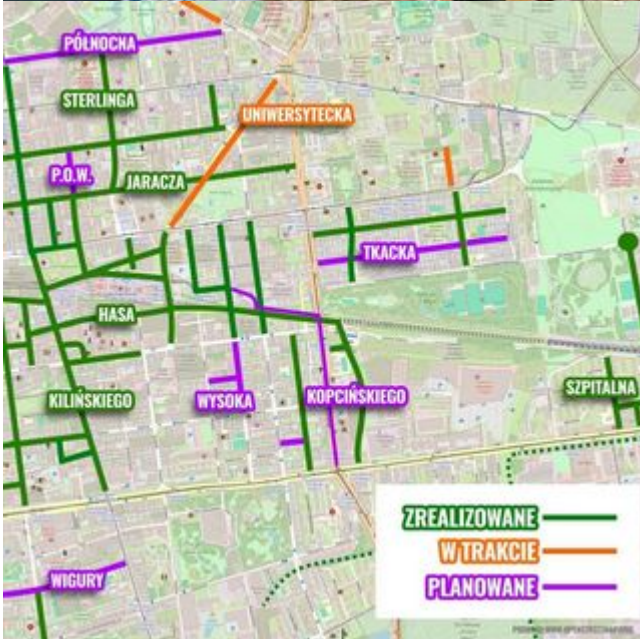 PÓŁNOCNA
STERLINGA
UNIWERSYTECKA
P.O.W.
JARACZA
TKACKA
HASA
KILIŃSKIEGO
WYSOKA
KOPCIŃSKIEGO
SZPITALNA
WIGURY
ZREALIZOWANE
W TRAKCIE
PLANOWANE